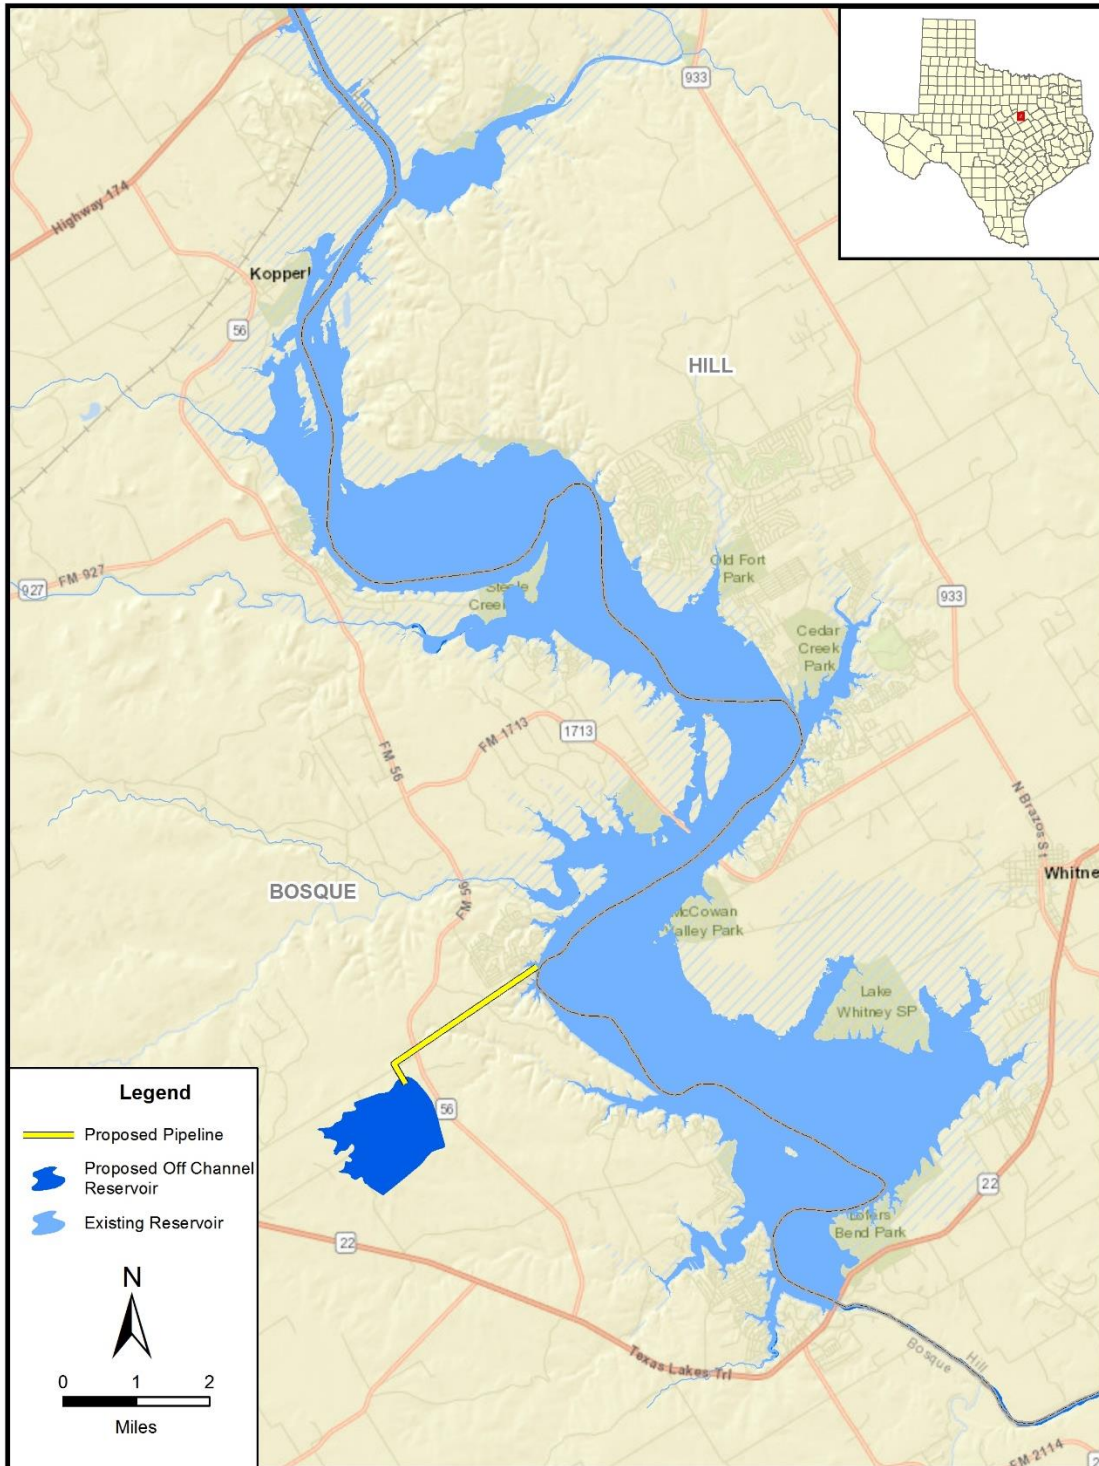 933
Highway 174
Kopperl
56
HILL
Old Fort
Park
FM 927
927
Steele
Creek
933
Cedar
Creek
Park
FM 1713
1713
FM 56
N Brazos St
BOSQUE
FM 56
Whitne
McCowan
Valley Park
Lake
Whitney SP
Legend
Proposed Pipeline
Proposed Off Channel
Reservoir
Existing Reservoir
56
22
22
Lofers
Bend Park
N
0 1 2
Miles
Texas Lakes Trl
Hill
Bosque
FM 2114
2